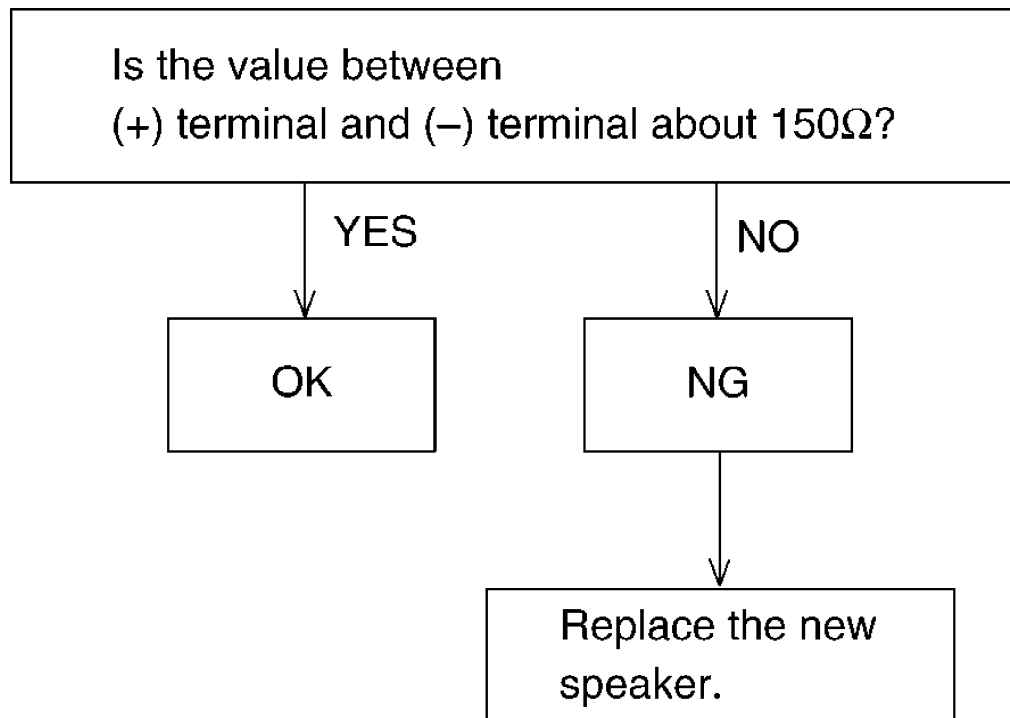 Is the value between
(+) terminal and (–) terminal about 150Ω?
YES
NO
OK
NG
Replace the new
speaker.